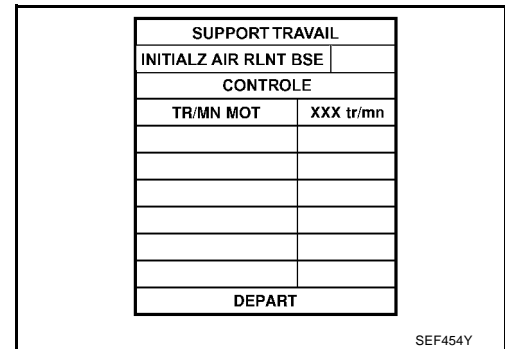 SUPPORT TRAVAIL
INITIALZ AIR RLNT BSE
CONTROLE
TR/MN MOT XXX tr/mn
DEPART
SEF454Y